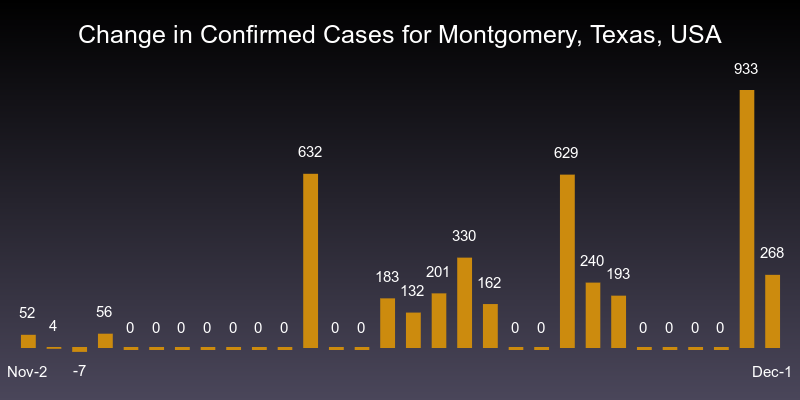 Change in Confirmed Cases for Montgomery, Texas, USA
52 4 -7 56 0 0 0 0 0 0 0 632 0 0 183 132 201 330 162 0 0 629 240 193 0 0 0 0 933 268
Nov-2 Dec-1